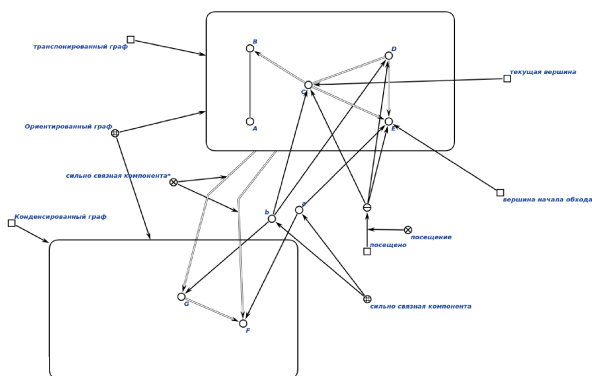 транспонированный граф
B
D
текущая вершина
C
Ориентированный граф
A
E
сильно связная компонента*
вершина начала обхода
Конденсированный граф
посещение
посещено
G
сильно связная компонента
F